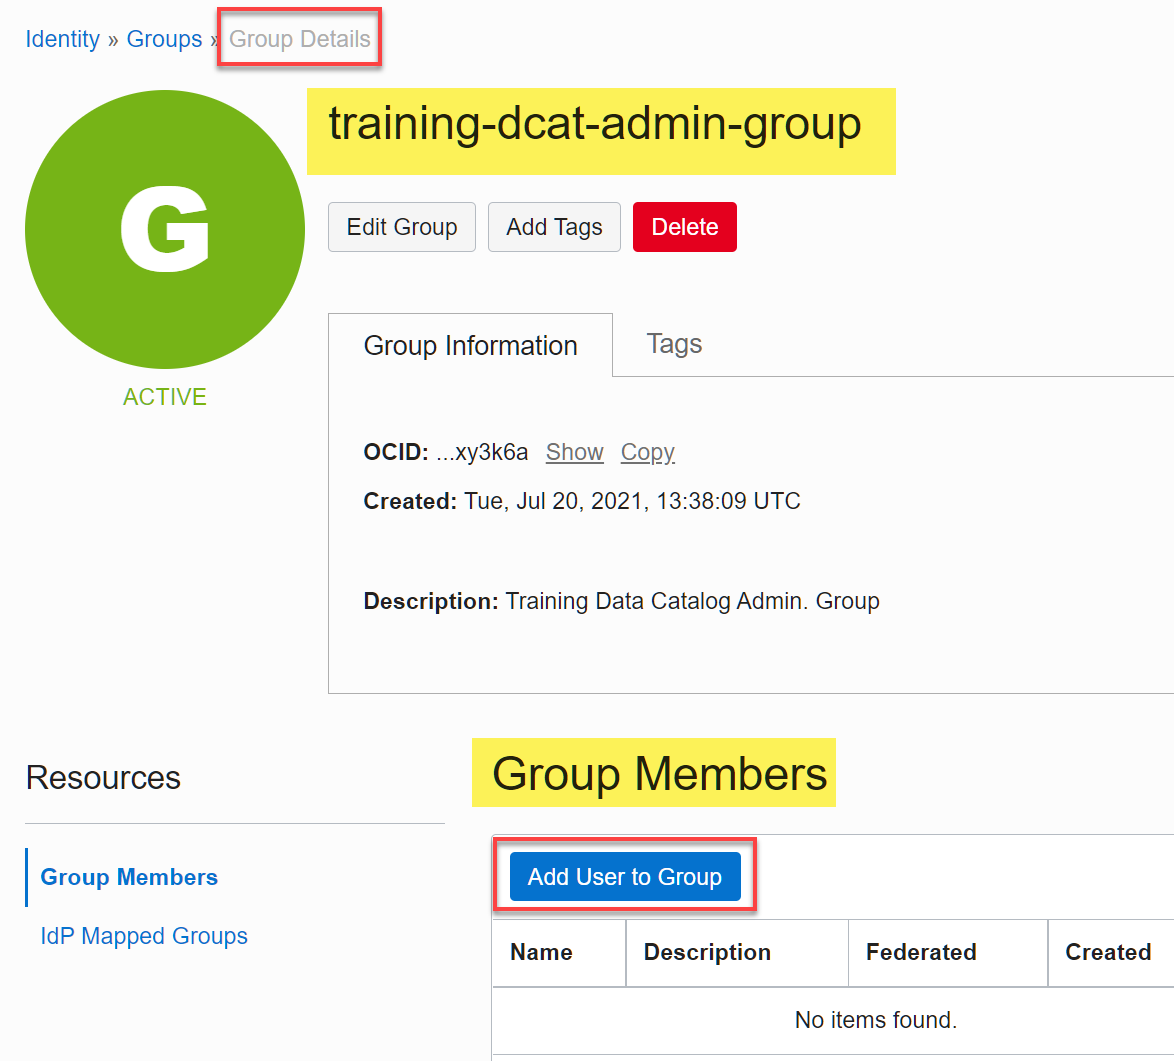 Identity » Groups » Group Details
training-dcat-admin-group
G
Edit Group Add Tags Delete
ACTIVE
Group Information Tags
OCID: ...xy3k6a Show Copy
Created: Tue, Jul 20, 2021, 13:38:09 UTC
Description: Training Data Catalog Admin. Group
Resources
Group Members
IdP Mapped Groups
Group Members
Add User to Group
Name Description Federated Created
No items found.